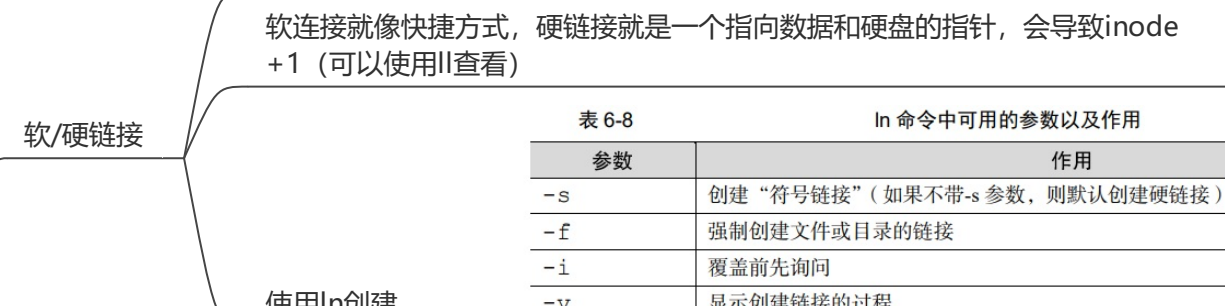 软连接就像快捷方式，硬链接就是一个指向数据和硬盘的指针，会导致inode
+1（可以使用ll查看）
软/硬链接
表 6-8 ln 命令中可用的参数以及作用
参数 作用
-s 创建“符号链接”（如果不带-s 参数，则默认创建硬链接）
-f 强制创建文件或目录的链接
-i 覆盖前先询问
-v 显示创建链接的过程
使用ln创建